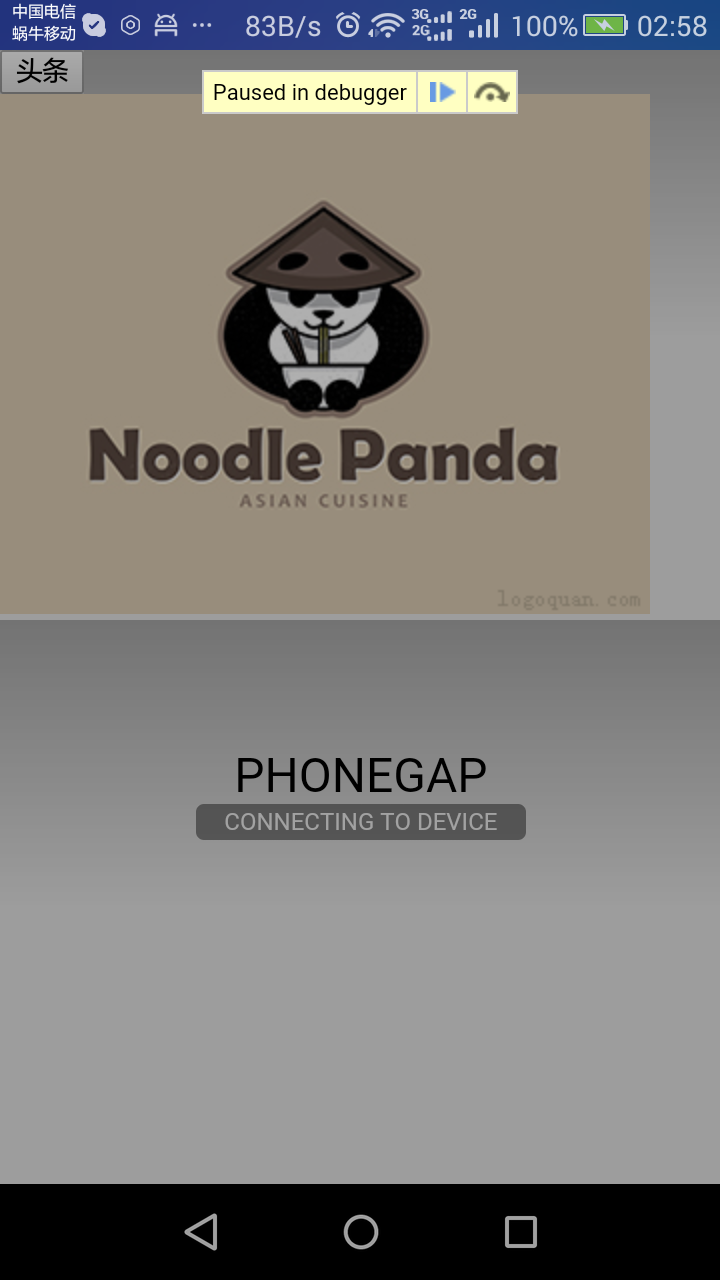 中国电信
蜗牛移动
83B/s
3G
2G
2G
100%
02:58
头条
Paused in debugger
Noodle Panda
ASIAN CUISINE
logoquan.com
PHONEGAP
CONNECTING TO DEVICE